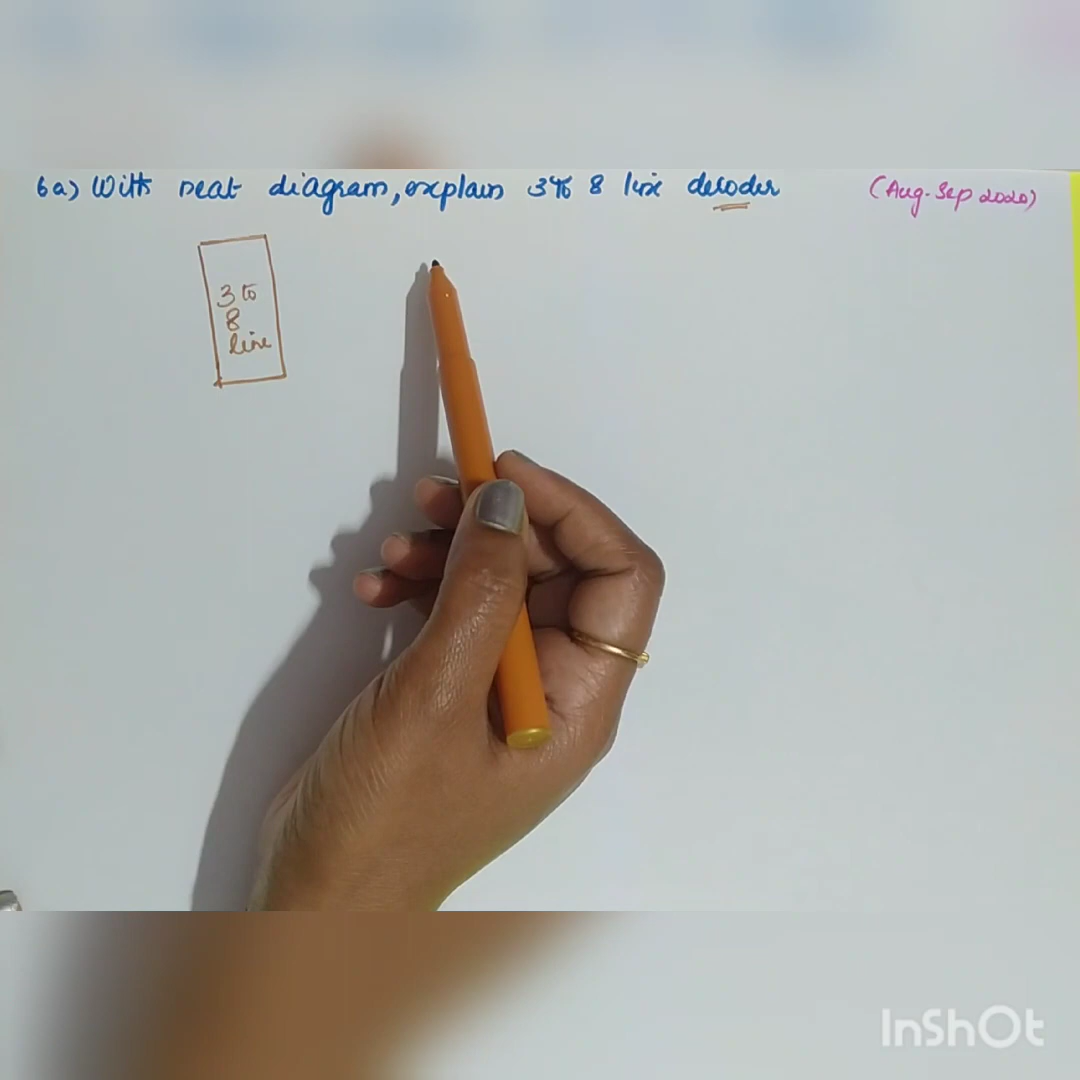 6a) With neat diagram, explain 3 to 8 line decoder (Aug-Sep 2020)
3 to
8
line
InShOt